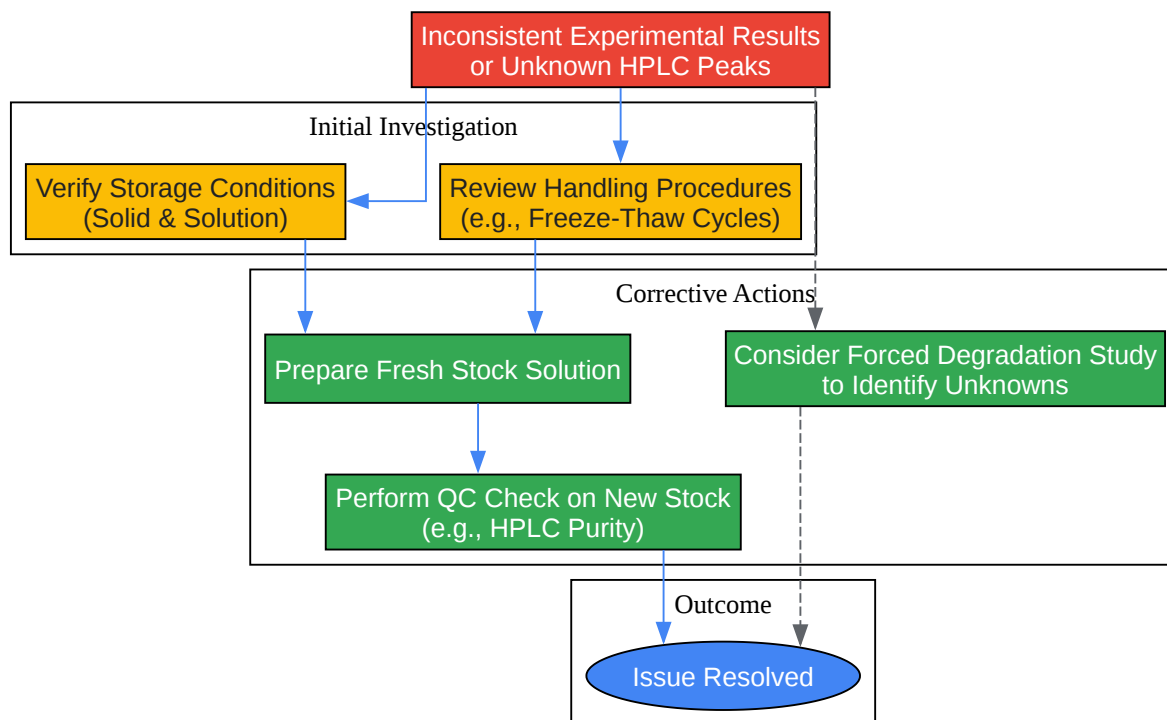 Inconsistent Experimental Results
or Unknown HPLC Peaks
Initial Investigation
Verify Storage Conditions
(Solid & Solution)
Review Handling Procedures
(e.g., Freeze-Thaw Cycles)
Corrective Actions
Prepare Fresh Stock Solution
Consider Forced Degradation Study
to Identify Unknowns
Perform QC Check on New Stock
(e.g., HPLC Purity)
Outcome
Issue Resolved